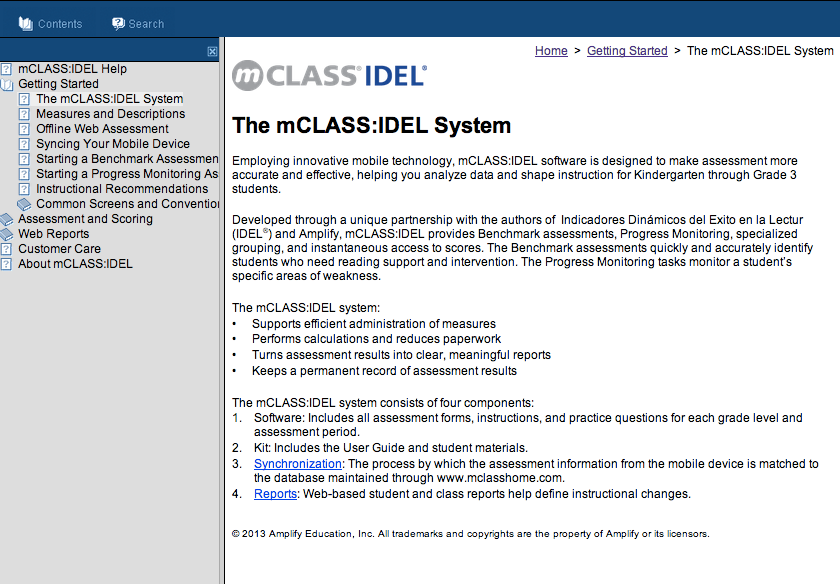 Contents Search
Home > Getting Started > The mCLASS:IDEL System
mCLASS:IDEL Help
Getting Started
The mCLASS:IDEL System
Measures and Descriptions
Offline Web Assessment
Syncing Your Mobile Device
Starting a Benchmark Assessmen
Starting a Progress Monitoring As
Instructional Recommendations
Common Screens and Convention
Assessment and Scoring
Web Reports
Customer Care
About mCLASS:IDEL
mCLASS® IDEL®
The mCLASS:IDEL System
Employing innovative mobile technology, mCLASS:IDEL software is designed to make assessment more
accurate and effective, helping you analyze data and shape instruction for Kindergarten through Grade 3
students.
Developed through a unique partnership with the authors of Indicadores Dinámicos del Exito en la Lectur
(IDEL®) and Amplify, mCLASS:IDEL provides Benchmark assessments, Progress Monitoring, specialized
grouping, and instantaneous access to scores. The Benchmark assessments quickly and accurately identify
students who need reading support and intervention. The Progress Monitoring tasks monitor a student's
specific areas of weakness.
The mCLASS:IDEL system:
• Supports efficient administration of measures
• Performs calculations and reduces paperwork
• Turns assessment results into clear, meaningful reports
• Keeps a permanent record of assessment results
The mCLASS:IDEL system consists of four components:
1. Software: Includes all assessment forms, instructions, and practice questions for each grade level and
assessment period.
2. Kit: Includes the User Guide and student materials.
3. Synchronization: The process by which the assessment information from the mobile device is matched to
the database maintained through www.mclasshome.com.
4. Reports: Web-based student and class reports help define instructional changes.
© 2013 Amplify Education, Inc. All trademarks and copyrights are the property of Amplify or its licensors.